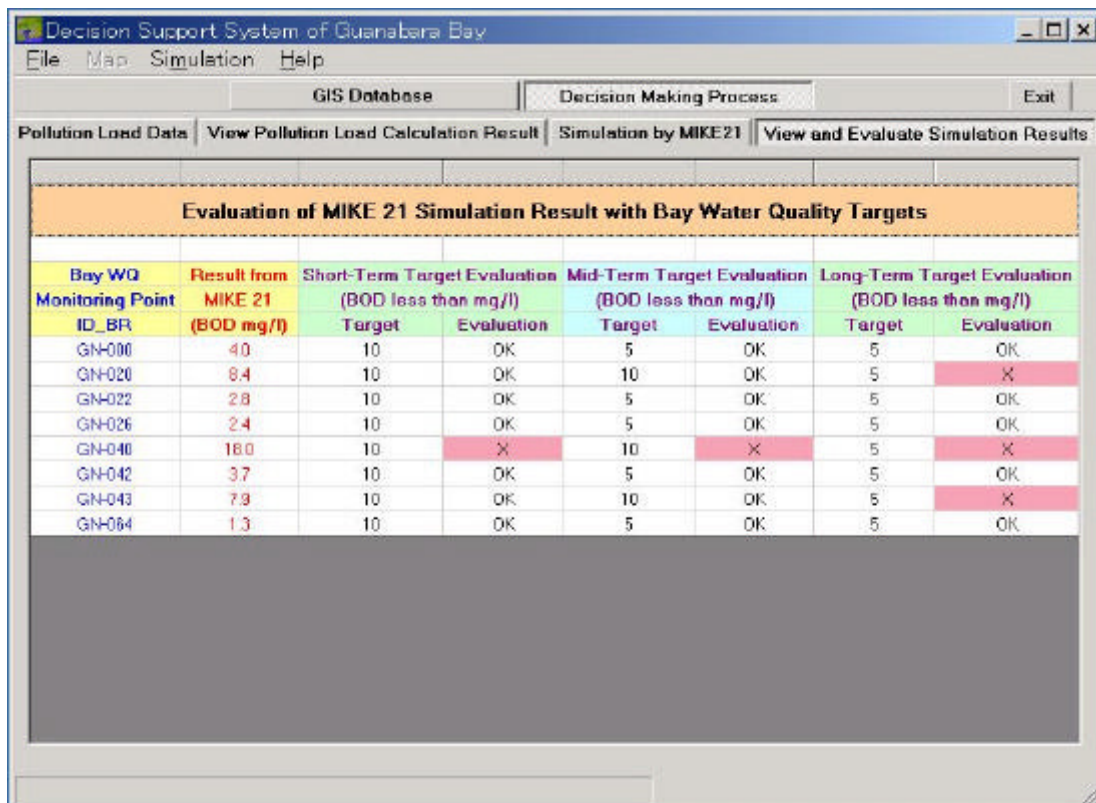 Decision Support System of Guanabara Bay
File Map Simulation Help
GIS Database Decision Making Process Exit
Pollution Load Data View Pollution Load Calculation Result Simulation by MIKE21 View and Evaluate Simulation Results
Evaluation of MIKE 21 Simulation Result with Bay Water Quality Targets
Bay WQ Result from Short-Term Target Evaluation Mid-Term Target Evaluation Long-Term Target Evaluation
Monitoring Point MIKE 21 (BOD less than mg/l) (BOD less than mg/l) (BOD less than mg/l)
ID_BR (BOD mg/l) Target Evaluation Target Evaluation Target Evaluation
GN-000 4.0 10 OK 5 OK 5 OK
GN-020 8.4 10 OK 10 OK 5 X
GN-022 2.8 10 OK 5 OK 5 OK
GN-026 2.4 10 OK 5 OK 5 OK
GN-040 18.0 10 X 10 X 5 X
GN-042 3.7 10 OK 5 OK 5 OK
GN-043 7.9 10 OK 10 OK 5 X
GN-064 1.3 10 OK 5 OK 5 OK